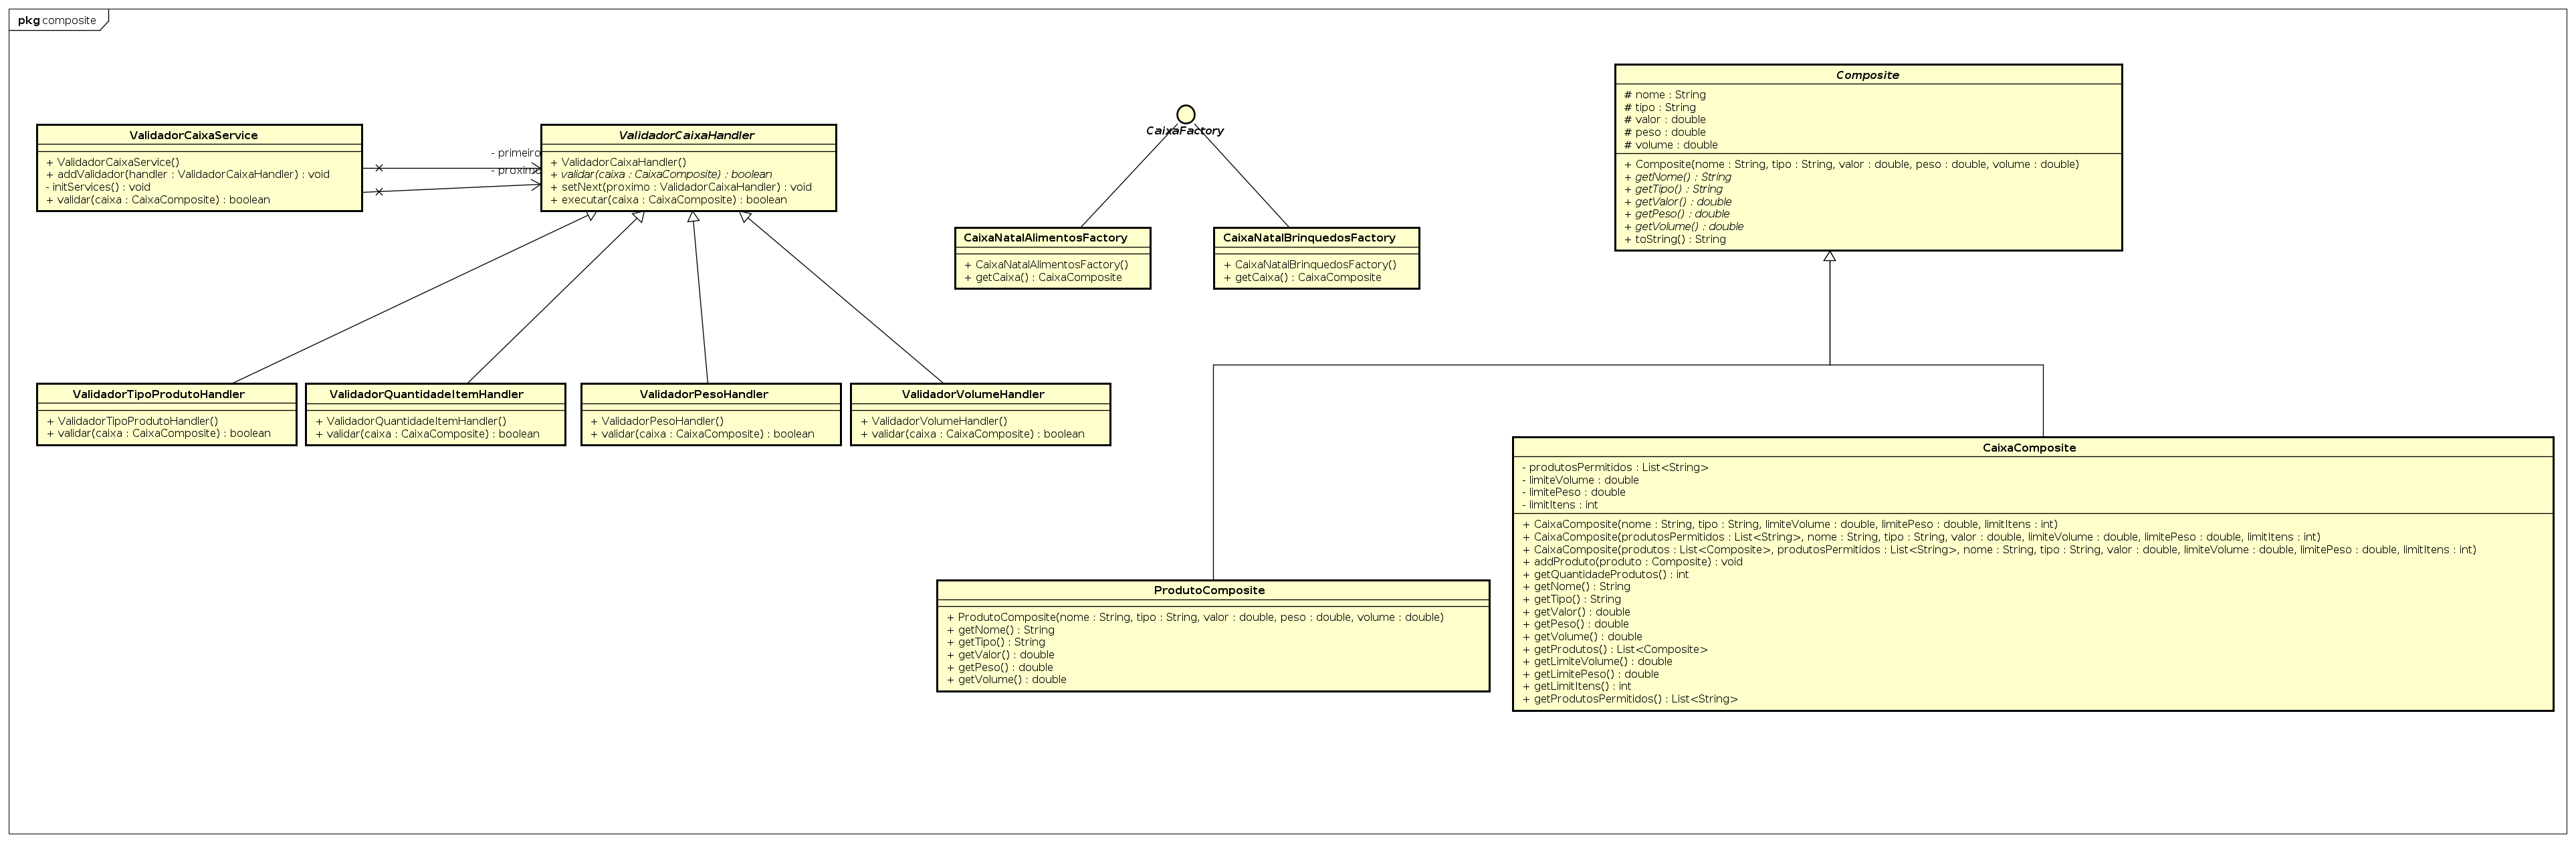 pkg composite
ValidadorCaixaService
+ ValidadorCaixaService()
+ addValidador(handler : ValidadorCaixaHandler) : void
- initServices() : void
+ validar(caixa : CaixaComposite) : boolean
- primeiro
- proximo
ValidadorCaixaHandler
+ ValidadorCaixaHandler()
+ validar(caixa : CaixaComposite) : boolean
+ setNext(proximo : ValidadorCaixaHandler) : void
+ executar(caixa : CaixaComposite) : boolean
CaixaFactory
CaixaNatalAlimentosFactory
+ CaixaNatalAlimentosFactory()
+ getCaixa() : CaixaComposite
CaixaNatalBrinquedosFactory
+ CaixaNatalBrinquedosFactory()
+ getCaixa() : CaixaComposite
Composite
# nome : String
# tipo : String
# valor : double
# peso : double
# volume : double
+ Composite(nome : String, tipo : String, valor : double, peso : double, volume : double)
+ getNome() : String
+ getTipo() : String
+ getValor() : double
+ getPeso() : double
+ getVolume() : double
+ toString() : String
ValidadorTipoProdutoHandler
+ ValidadorTipoProdutoHandler()
+ validar(caixa : CaixaComposite) : boolean
ValidadorQuantidadeItemHandler
+ ValidadorQuantidadeItemHandler()
+ validar(caixa : CaixaComposite) : boolean
ValidadorPesoHandler
+ ValidadorPesoHandler()
+ validar(caixa : CaixaComposite) : boolean
ValidadorVolumeHandler
+ ValidadorVolumeHandler()
+ validar(caixa : CaixaComposite) : boolean
ProdutoComposite
+ ProdutoComposite(nome : String, tipo : String, valor : double, peso : double, volume : double)
+ getNome() : String
+ getTipo() : String
+ getValor() : double
+ getPeso() : double
+ getVolume() : double
CaixaComposite
- produtosPermitidos : List<String>
- limiteVolume : double
- limitePeso : double
- limitItens : int
+ CaixaComposite(nome : String, tipo : String, limiteVolume : double, limitePeso : double, limitItens : int)
+ CaixaComposite(produtosPermitidos : List<String>, nome : String, tipo : String, valor : double, limiteVolume : double, limitePeso : double, limitItens : int)
+ CaixaComposite(produtos : List<Composite>, produtosPermitidos : List<String>, nome : String, tipo : String, valor : double, limiteVolume : double, limitePeso : double, limitItens : int)
+ addProduto(produto : Composite) : void
+ getQuantidadeProdutos() : int
+ getNome() : String
+ getTipo() : String
+ getValor() : double
+ getPeso() : double
+ getVolume() : double
+ getProdutos() : List<Composite>
+ getLimiteVolume() : double
+ getLimitePeso() : double
+ getLimitItens() : int
+ getProdutosPermitidos() : List<String>